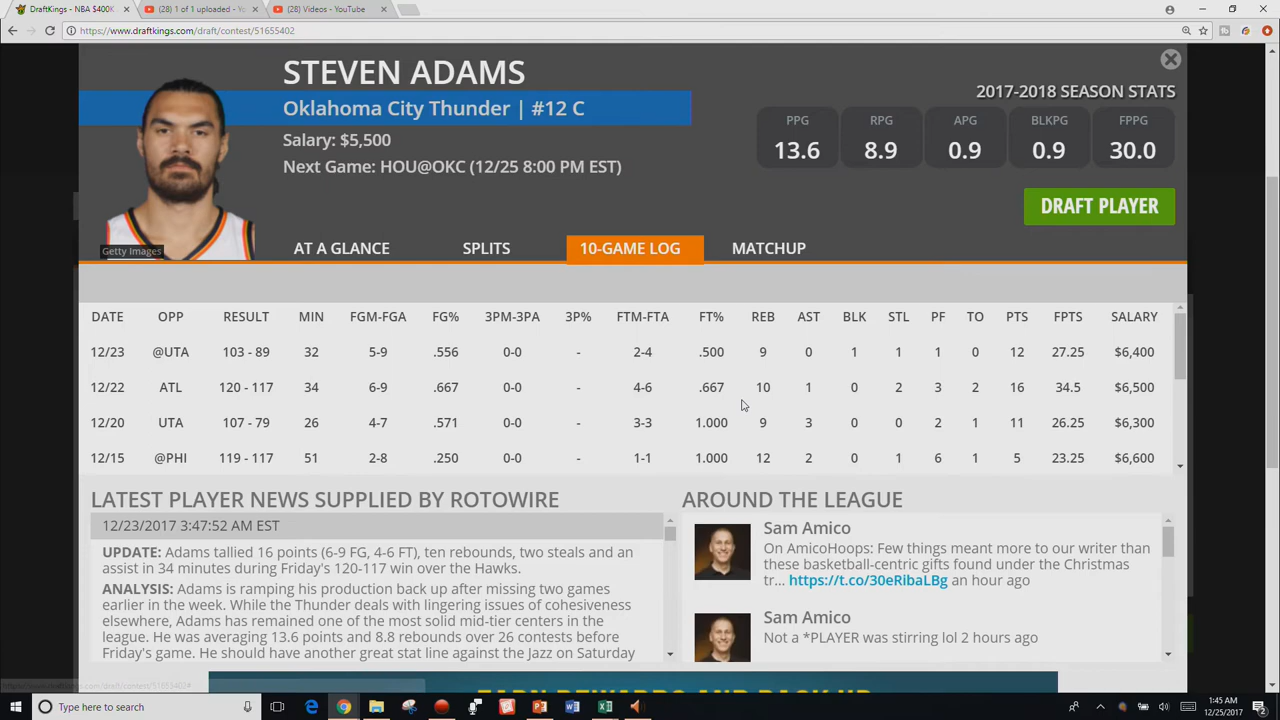 DraftKings - NBA $400K
(28) 1 of 1 uploaded - Yo
(28) Videos - YouTube
https://www.draftkings.com/draft/contest/51655402
STEVEN ADAMS
Oklahoma City Thunder | #12 C
Salary: $5,500
Next Game: HOU@OKC (12/25 8:00 PM EST)
2017-2018 SEASON STATS
PPG RPG APG BLKPG FPPG
13.6 8.9 0.9 0.9 30.0
DRAFT PLAYER
Getty Images
AT A GLANCE SPLITS 10-GAME LOG MATCHUP
DATE OPP RESULT MIN FGM-FGA FG% 3PM-3PA 3P% FTM-FTA FT% REB AST BLK STL PF TO PTS FPTS SALARY
12/23 @UTA 103 - 89 32 5-9 .556 0-0 - 2-4 .500 9 0 1 1 1 0 12 27.25 $6,400
12/22 ATL 120 - 117 34 6-9 .667 0-0 - 4-6 .667 10 1 0 2 3 2 16 34.5 $6,500
12/20 UTA 107 - 79 26 4-7 .571 0-0 - 3-3 1.000 9 3 0 0 2 1 11 26.25 $6,300
12/15 @PHI 119 - 117 51 2-8 .250 0-0 - 1-1 1.000 12 2 0 1 6 1 5 23.25 $6,600
LATEST PLAYER NEWS SUPPLIED BY ROTOWIRE
12/23/2017 3:47:52 AM EST
UPDATE: Adams tallied 16 points (6-9 FG, 4-6 FT), ten rebounds, two steals and an
assist in 34 minutes during Friday's 120-117 win over the Hawks.
ANALYSIS: Adams is ramping his production back up after missing two games
earlier in the week. While the Thunder deals with lingering issues of cohesiveness
elsewhere, Adams has remained one of the most solid mid-tier centers in the
league. He was averaging 13.6 points and 8.8 rebounds over 26 contests before
Friday's game. He should have another great stat line against the Jazz on Saturday
AROUND THE LEAGUE
Sam Amico
On AmicoHoops: Few things meant more to our writer than
these basketball-centric gifts found under the Christmas
tr... https://t.co/30eRibaLBg an hour ago
Sam Amico
Not a *PLAYER was stirring lol 2 hours ago
https://www.draftkings.com/draft/contest/51655402#
Type here to search
1:45 AM
12/25/2017